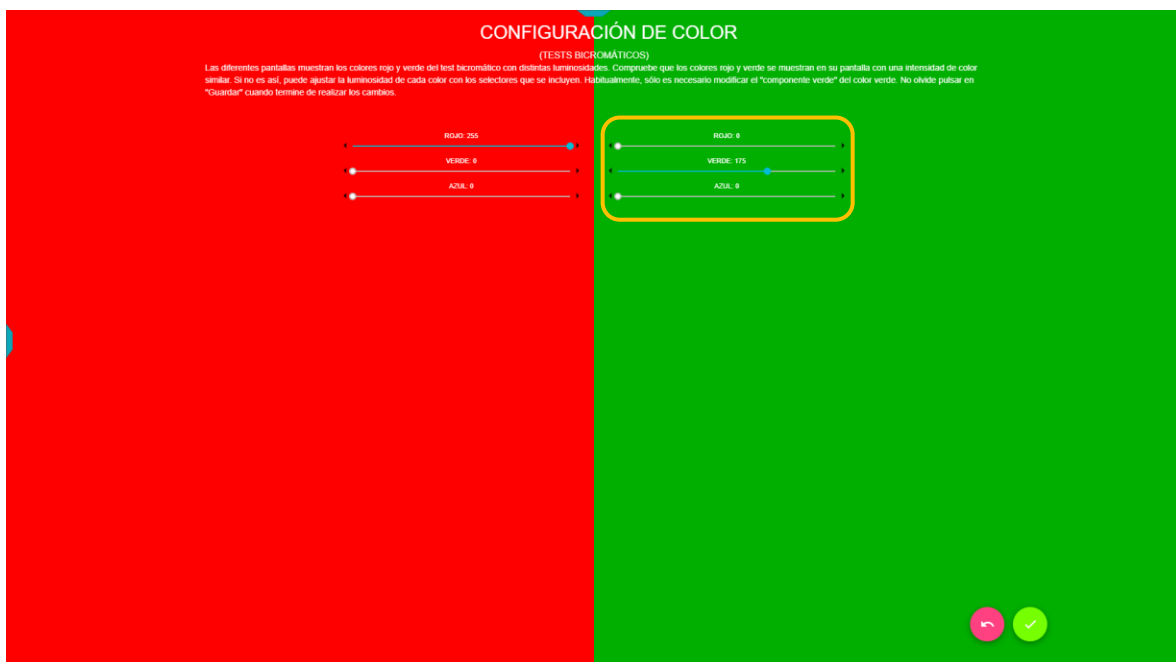 CONFIGURACIÓN DE COLOR
(TESTS BICROMÁTICOS)
Las diferentes pantallas muestran los colores rojo y verde del test bicromático con distintas luminosidades. Compruebe que los colores rojo y verde se muestran en su pantalla con una intensidad de color
similar. Si no es así, puede ajustar la luminosidad de cada color con los selectores que se incluyen. Habitualmente, sólo es necesario modificar el "componente verde" del color verde. No olvide pulsar en
"Guardar" cuando termine de realizar los cambios.
ROJO: 255
VERDE: 0
AZUL: 0
ROJO: 0
VERDE: 175
AZUL: 0